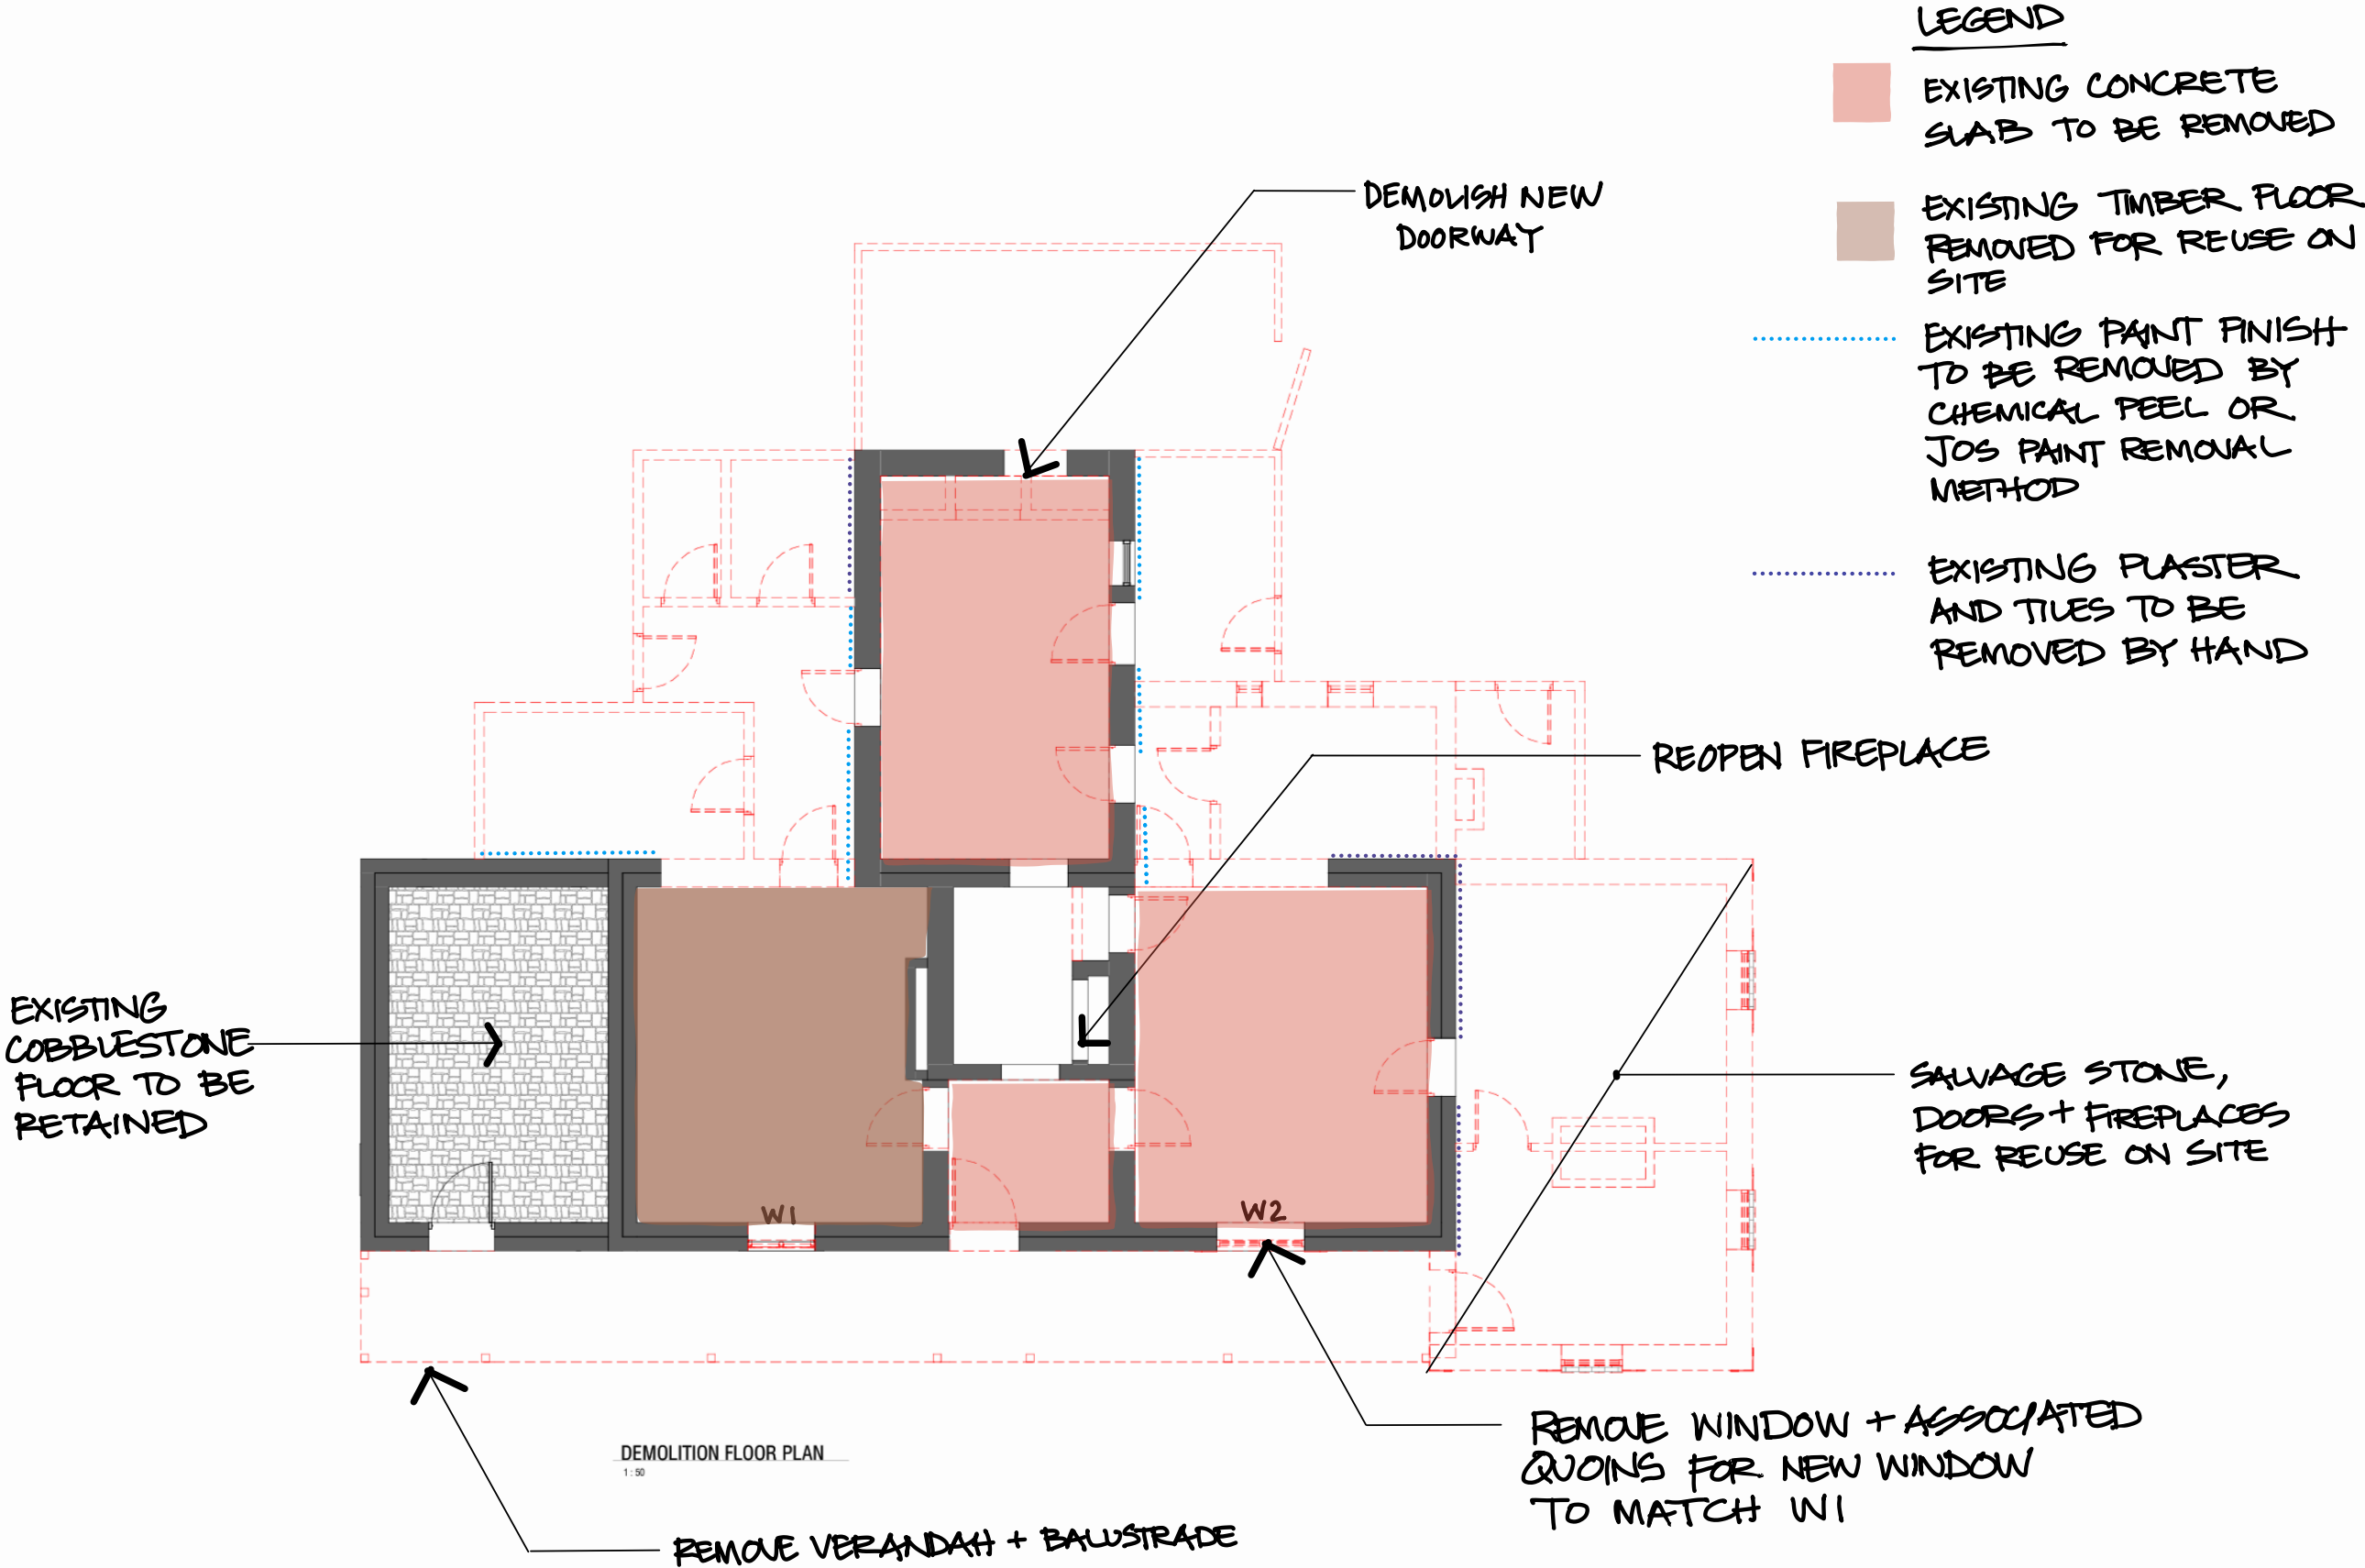 LEGEND
EXISTING CONCRETE
SLAB TO BE REMOVED
EXISTING TIMBER FLOOR
REMOVED FOR REUSE ON
SITE
EXISTING PAINT FINISH
TO BE REMOVED BY
CHEMICAL PEEL OR
JOS PAINT REMOVAL
METHOD
EXISTING PLASTER
AND TILES TO BE
REMOVED BY HAND
DEMOLISH NEW
DOORWAY
REOPEN FIREPLACE
EXISTING
COBBLESTONE
FLOOR TO BE
RETAINED
SALVAGE STONE,
DOORS + FIREPLACES
FOR REUSE ON SITE
W1
W2
REMOVE WINDOW + ASSOCIATED
QUOINS FOR NEW WINDOW
TO MATCH W1
DEMOLITION FLOOR PLAN
1 : 50
REMOVE VERANDAH + BALUSTRADE